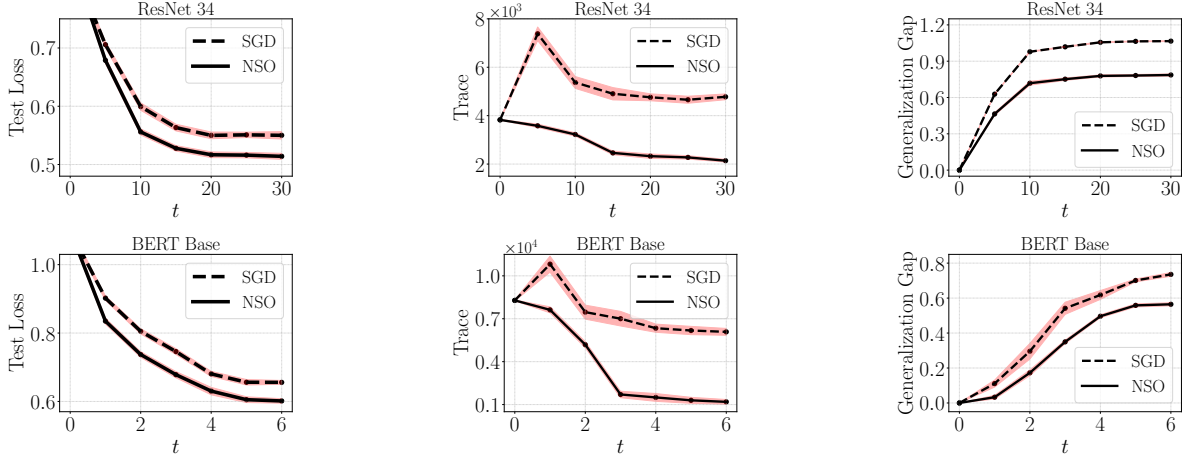 ResNet 34
Test Loss
0.7
0.6
0.5
SGD
NSO
0
10
20
30
t
ResNet 34
×10³
Trace
8
6
4
2
SGD
NSO
0
10
20
30
t
ResNet 34
Generalization Gap
1.2
0.9
0.6
0.3
0.0
SGD
NSO
0
10
20
30
t
BERT Base
Test Loss
1.0
0.8
0.6
SGD
NSO
0
2
4
6
t
BERT Base
×10⁴
Trace
1.0
0.7
0.4
0.1
SGD
NSO
0
2
4
6
t
BERT Base
Generalization Gap
0.8
0.6
0.4
0.2
0.0
SGD
NSO
0
2
4
6
t